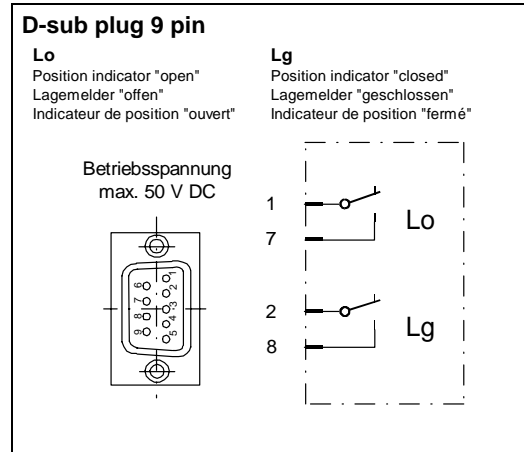 D-sub plug 9 pin
Lo
Position indicator "open"
Lagemelder "offen"
Indicateur de position "ouvert"
Lg
Position indicator "closed"
Lagemelder "geschlossen"
Indicateur de position "fermé"
Betriebsspannung
max. 50 V DC
1
7
Lo
2
8
Lg
6
7
8
9
1
2
3
4
5